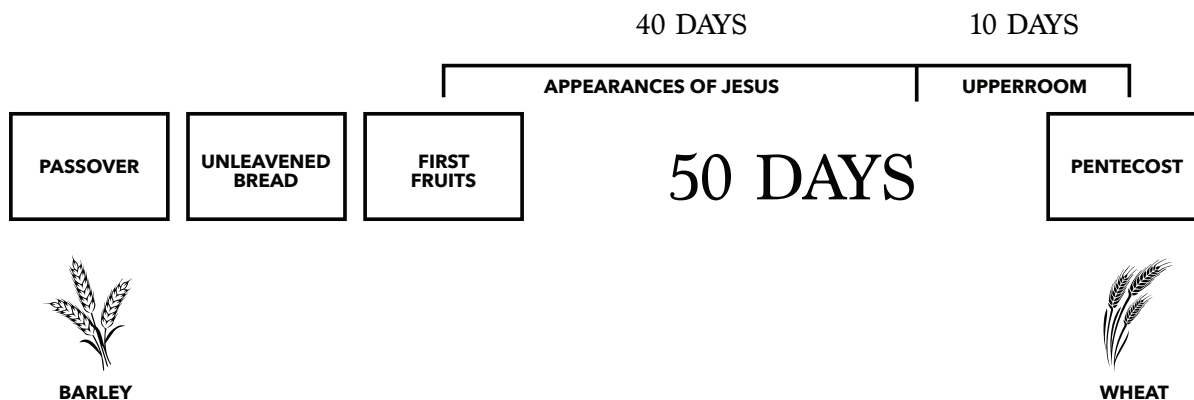 40 DAYS
10 DAYS
APPEARANCES OF JESUS
UPPERROOM
PASSOVER
UNLEAVENED
BREAD
FIRST
FRUITS
50 DAYS
PENTECOST
BARLEY
WHEAT